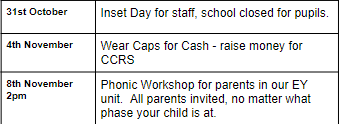 31st October
Inset Day for staff, school closed for pupils.
4th November
Wear Caps for Cash - raise money for
CCRS
8th November
2pm
Phonic Workshop for parents in our EY
unit.  All parents invited, no matter what
phase your child is at.